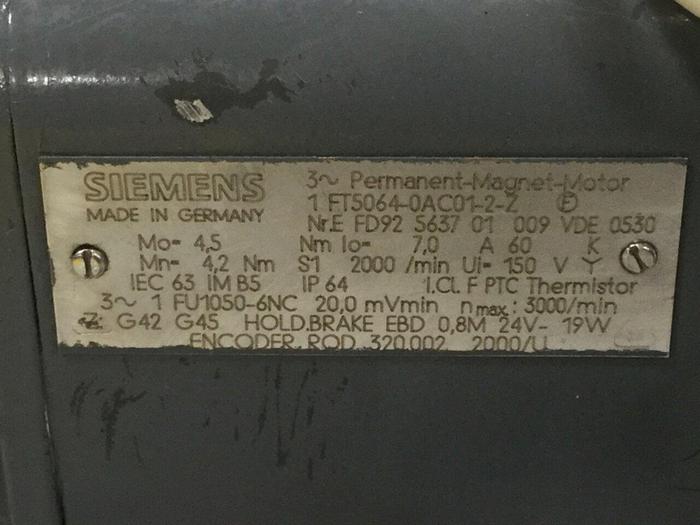 SIEMENS 3~ Permanent-Magnet-Motor
1 FT5064-0AC01-2-Z F
MADE IN GERMANY Nr.E FD92 5637 01 009 VDE 0530
Mo= 4,5 Nm Io= 7,0 A 60 K
Mn= 4,2 Nm S1 2000 /min Ui= 150 V Y
IEC 63 IM B5 IP 64 I.Cl. F PTC Thermistor
3~ 1 FU1050-6NC 20,0 mVmin nmax.: 3000/min
Z: G42 G45 HOLD.BRAKE EBD 0,8M 24V- 19W
ENCODER ROD 320.002 2000/U